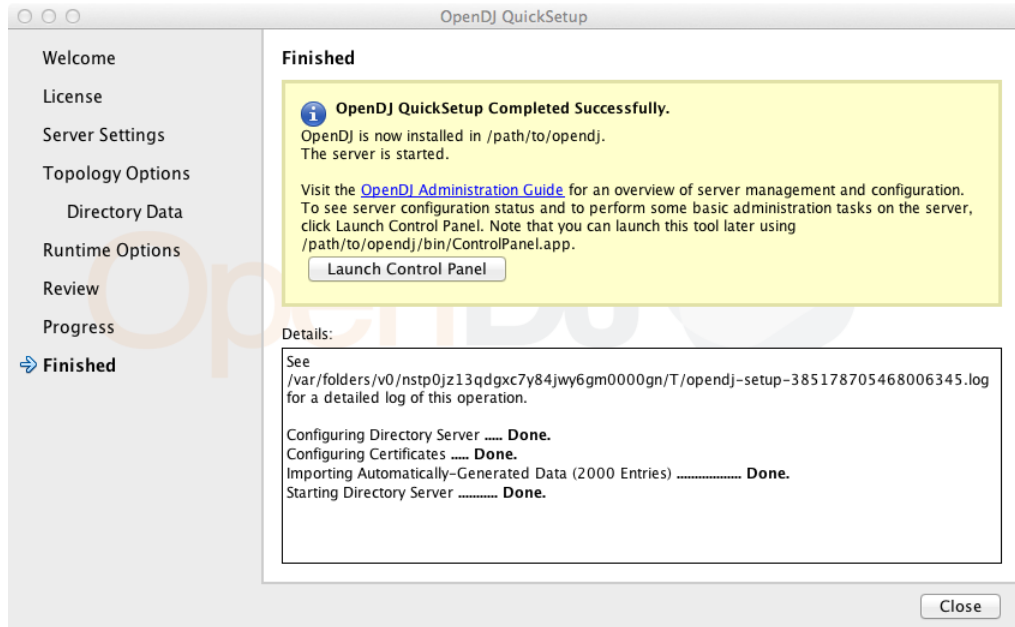 OpenDJ QuickSetup
Welcome
License
Server Settings
Topology Options
Directory Data
Runtime Options
Review
Progress
Finished
Finished
OpenDJ QuickSetup Completed Successfully.
OpenDJ is now installed in /path/to/opendj.
The server is started.
Visit the OpenDJ Administration Guide for an overview of server management and configuration.
To see server configuration status and to perform some basic administration tasks on the server,
click Launch Control Panel. Note that you can launch this tool later using
/path/to/opendj/bin/ControlPanel.app.
Launch Control Panel
OpenDJ
Details:
See
/var/folders/v0/nstp0jz13qdgxc7y84jwy6gm0000gn/T/opendj-setup-385178705468006345.log
for a detailed log of this operation.
Configuring Directory Server ..... Done.
Configuring Certificates ..... Done.
Importing Automatically-Generated Data (2000 Entries) .................. Done.
Starting Directory Server ........... Done.
Close